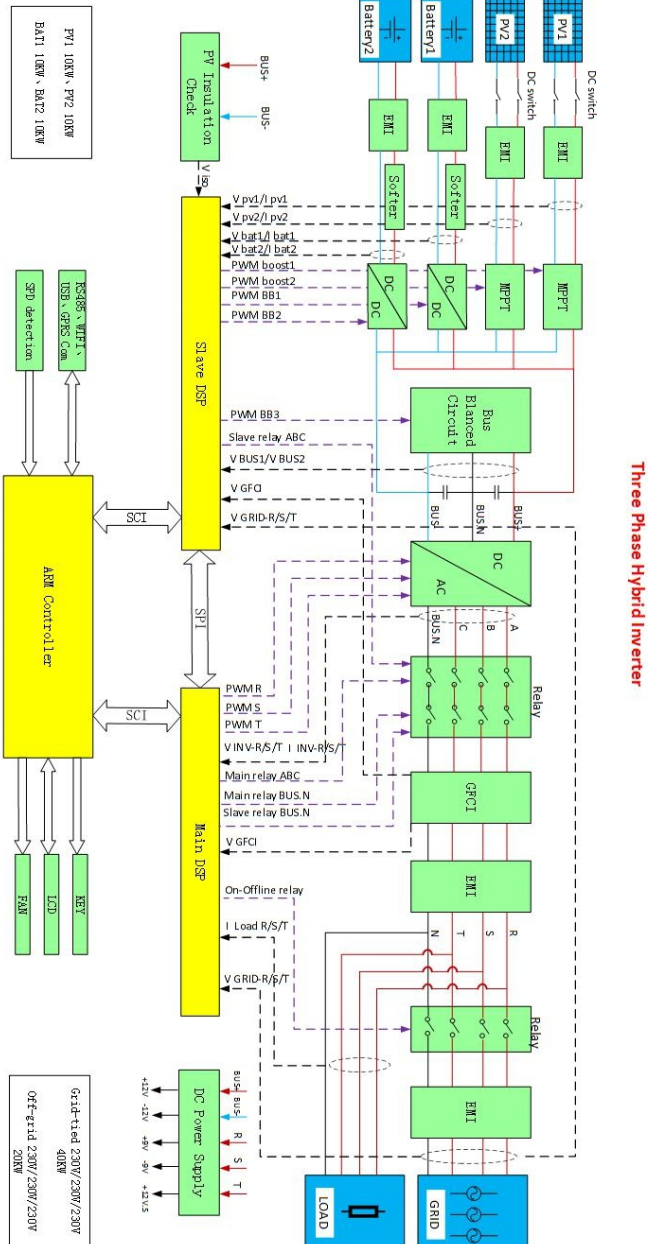 Three Phase Hybrid Inverter
PV1
PV2
Battery1
Battery2
DC switch
DC switch
EMI
EMI
EMI
EMI
Softer
Softer
MPPT
MPPT
DC
DC
DC
DC
PV Insulation
Check
BUS+
BUS-
V iso
PV1 10KW、PV2 10KW
BAT1 10KW、BAT2 10KW
V pv1/I pv1
V pv2/I pv2
V bat1/I bat1
V bat2/I bat2
PWM boost1
PWM boost2
PWM BB1
PWM BB2
Slave DSP
PWM BB3
Slave relay ABC
V BUS1/V BUS2
V GFCI
V GRID-R/S/T
Bus
Blanced
Circuit
BUS+
BUS.N
BUS-
DC
AC
A
B
C
BUS.N
Relay
GFCI
EMI
R
S
T
N
Relay
EMI
GRID
LOAD
SPI
SCI
SCI
PWM R
PWM S
PWM T
V INV-R/S/T I INV-R/S/T
Main relay ABC
Main relay BUS.N
Slave relay BUS.N
V GFCI
On-Offline relay
I Load R/S/T
V GRID-R/S/T
Main DSP
RS485、WIFI、
USB、GPRS Com
SPD detection
ARM Controller
KEY
LCD
FAN
DC Power Supply
BUS+
BUS-
R
S
T
+12V
-12V
+9V
-9V
+12V.S
Grid-tied 230V/230V/230V
40KW
Off-grid 230V/230V/230V
20KW